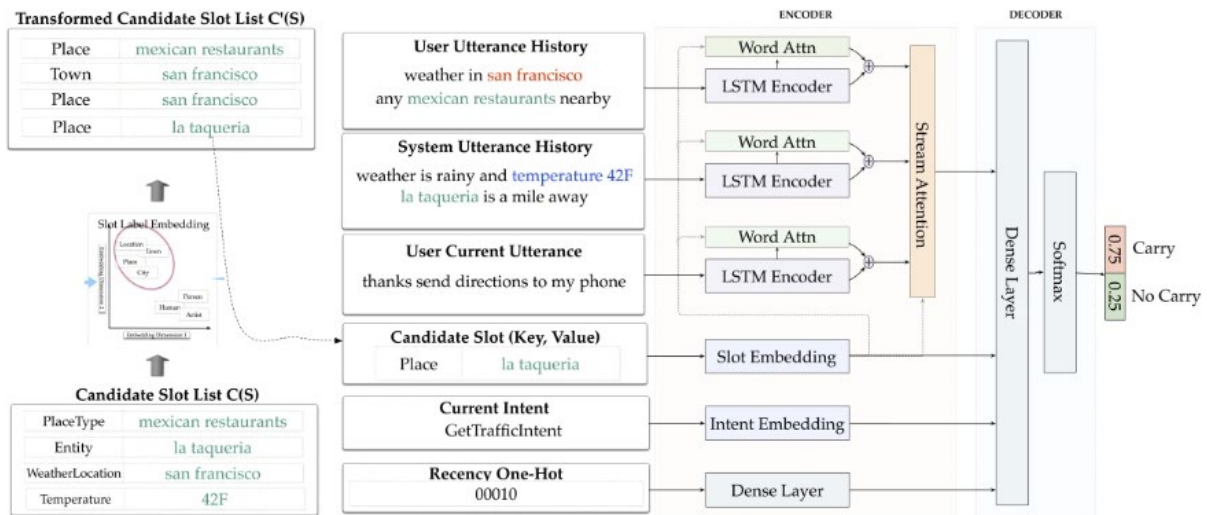 Transformed Candidate Slot List C'(S)
Place mexican restaurants
Town san francisco
Place san francisco
Place la taqueria
Slot Label Embedding
Location
Town
Place
City
Person
Human
Artist
Embedding Dimension 2
Embedding Dimension 1
Candidate Slot List C(S)
PlaceType mexican restaurants
Entity la taqueria
WeatherLocation san francisco
Temperature 42F
User Utterance History
weather in san francisco
any mexican restaurants nearby
System Utterance History
weather is rainy and temperature 42F
la taqueria is a mile away
User Current Utterance
thanks send directions to my phone
Candidate Slot (Key, Value)
Place la taqueria
Current Intent
GetTrafficIntent
Recency One-Hot
00010
ENCODER
Word Attn
LSTM Encoder
Word Attn
LSTM Encoder
Word Attn
LSTM Encoder
Stream Attention
Slot Embedding
Intent Embedding
Dense Layer
DECODER
Dense Layer
Softmax
0.75 Carry
0.25 No Carry